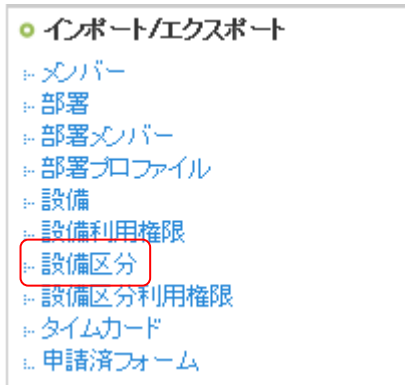 インポート/エクスポート
メンバー
部署
部署メンバー
部署プロファイル
設備
設備利用権限
設備区分
設備区分利用権限
タイムカード
申請済フォーム